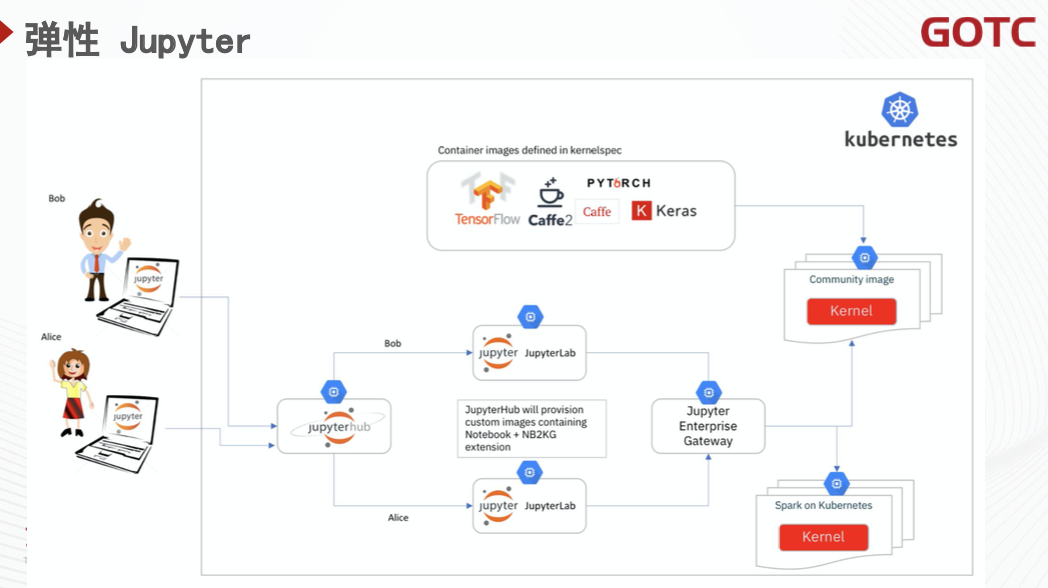 弹性 Jupyter
GOTC
kubernetes
Container images defined in kernelspec
TensorFlow
Caffe2
PYTORCH
Caffe
K Keras
Bob
jupyter
Alice
jupyter
Community image
Kernel
Bob
jupyter JupyterLab
jupyterhub
JupyterHub will provision
custom images containing
Notebook + NB2KG
extension
Jupyter
Enterprise
Gateway
jupyter JupyterLab
Alice
Spark on Kubernetes
Kernel